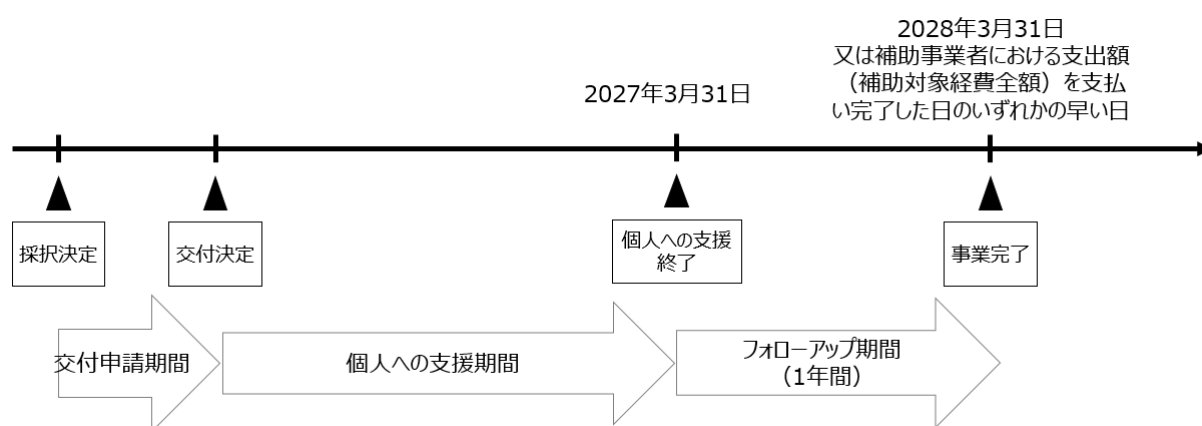 2028年3月31日
又は補助事業者における支出額
（補助対象経費全額）を支払
い完了した日のいずれかの早い日
2027年3月31日
採択決定
交付決定
個人への支援
終了
事業完了
交付申請期間
個人への支援期間
フォローアップ期間
（1年間）